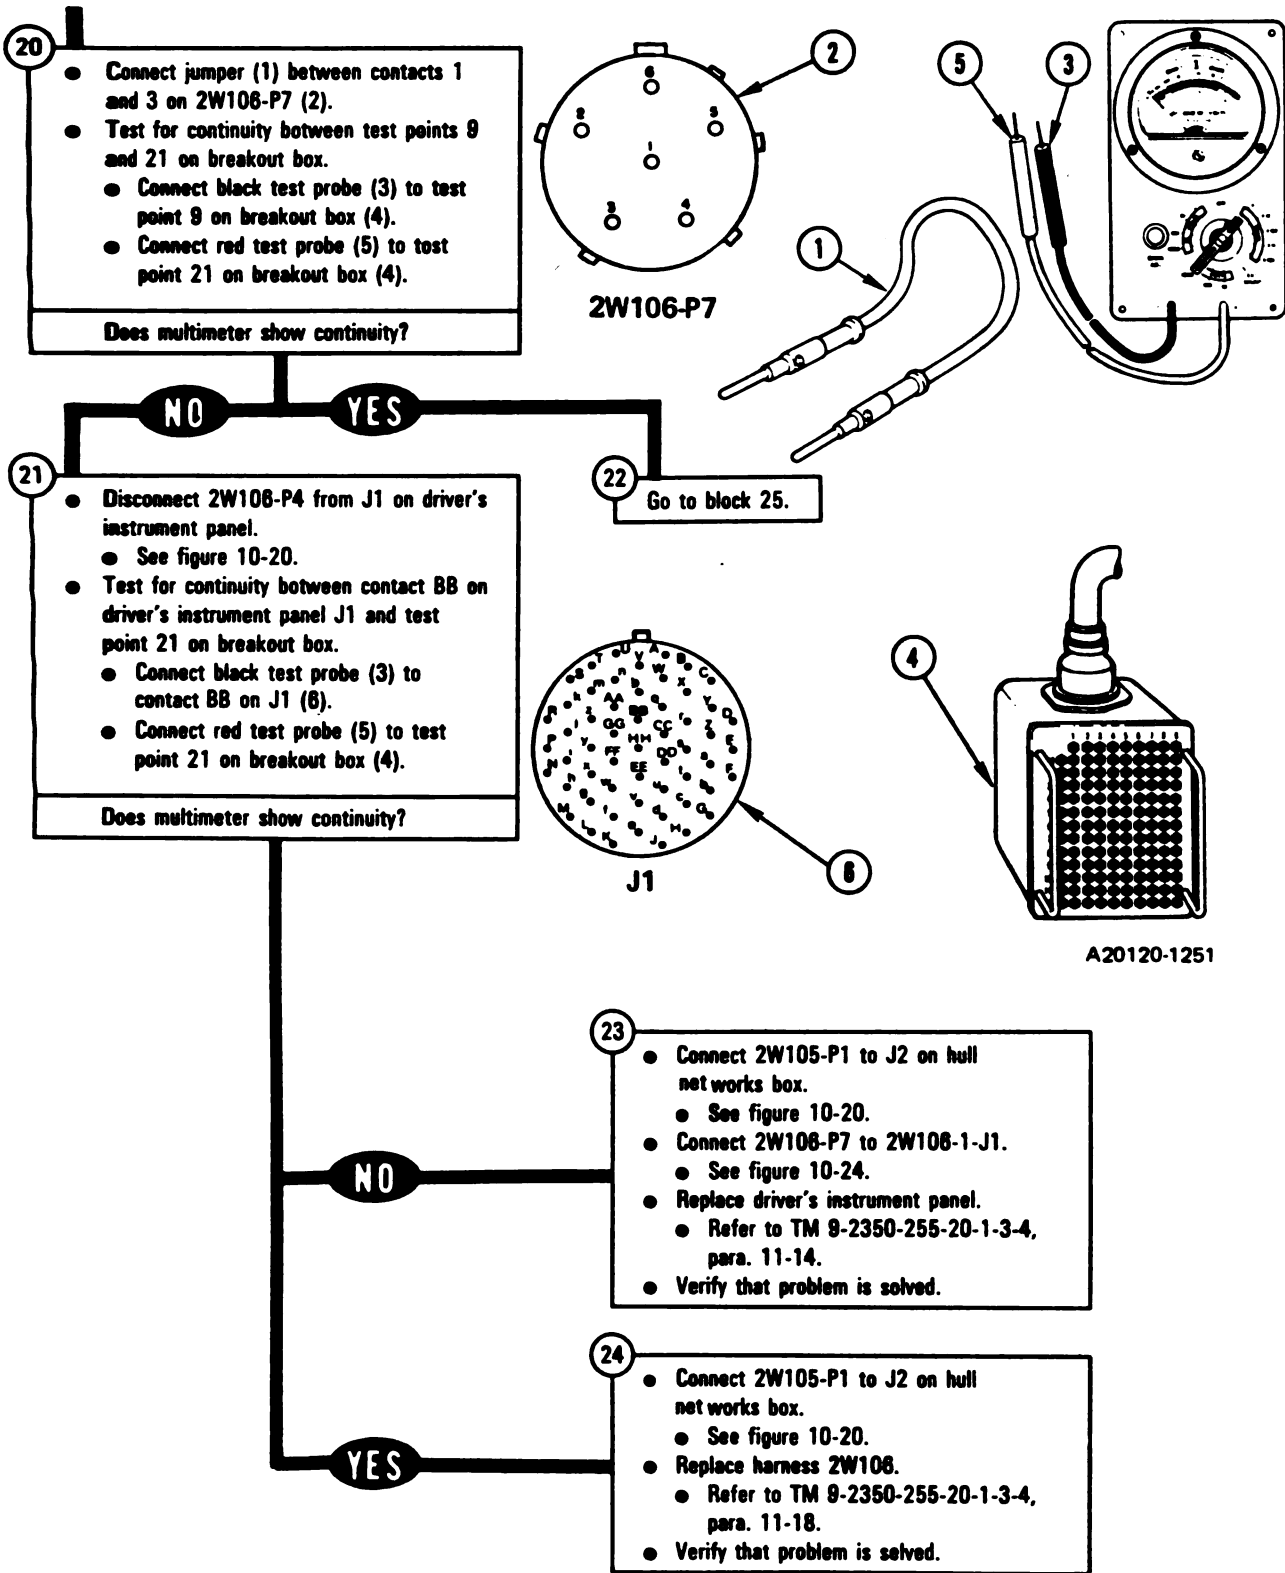 20
● Connect jumper (1) between contacts 1
and 3 on 2W106-P7 (2).
● Test for continuity between test points 9
and 21 on breakout box.
● Connect black test probe (3) to test
point 9 on breakout box (4).
● Connect red test probe (5) to test
point 21 on breakout box (4).
Does multimeter show continuity?
6
2
5
1
3
4
2W106-P7
2
1
5
3
NO
YES
21
● Disconnect 2W106-P4 from J1 on driver's
instrument panel.
● See figure 10-20.
● Test for continuity between contact BB on
driver's instrument panel J1 and test
point 21 on breakout box.
● Connect black test probe (3) to
contact BB on J1 (6).
● Connect red test probe (5) to test
point 21 on breakout box (4).
Does multimeter show continuity?
22
Go to block 25.
J1
6
4
A20120-1251
NO
23
● Connect 2W105-P1 to J2 on hull
networks box.
● See figure 10-20.
● Connect 2W106-P7 to 2W106-1-J1.
● See figure 10-24.
● Replace driver's instrument panel.
● Refer to TM 9-2350-255-20-1-3-4,
para. 11-14.
● Verify that problem is solved.
YES
24
● Connect 2W105-P1 to J2 on hull
networks box.
● See figure 10-20.
● Replace harness 2W106.
● Refer to TM 9-2350-255-20-1-3-4,
para. 11-18.
● Verify that problem is solved.